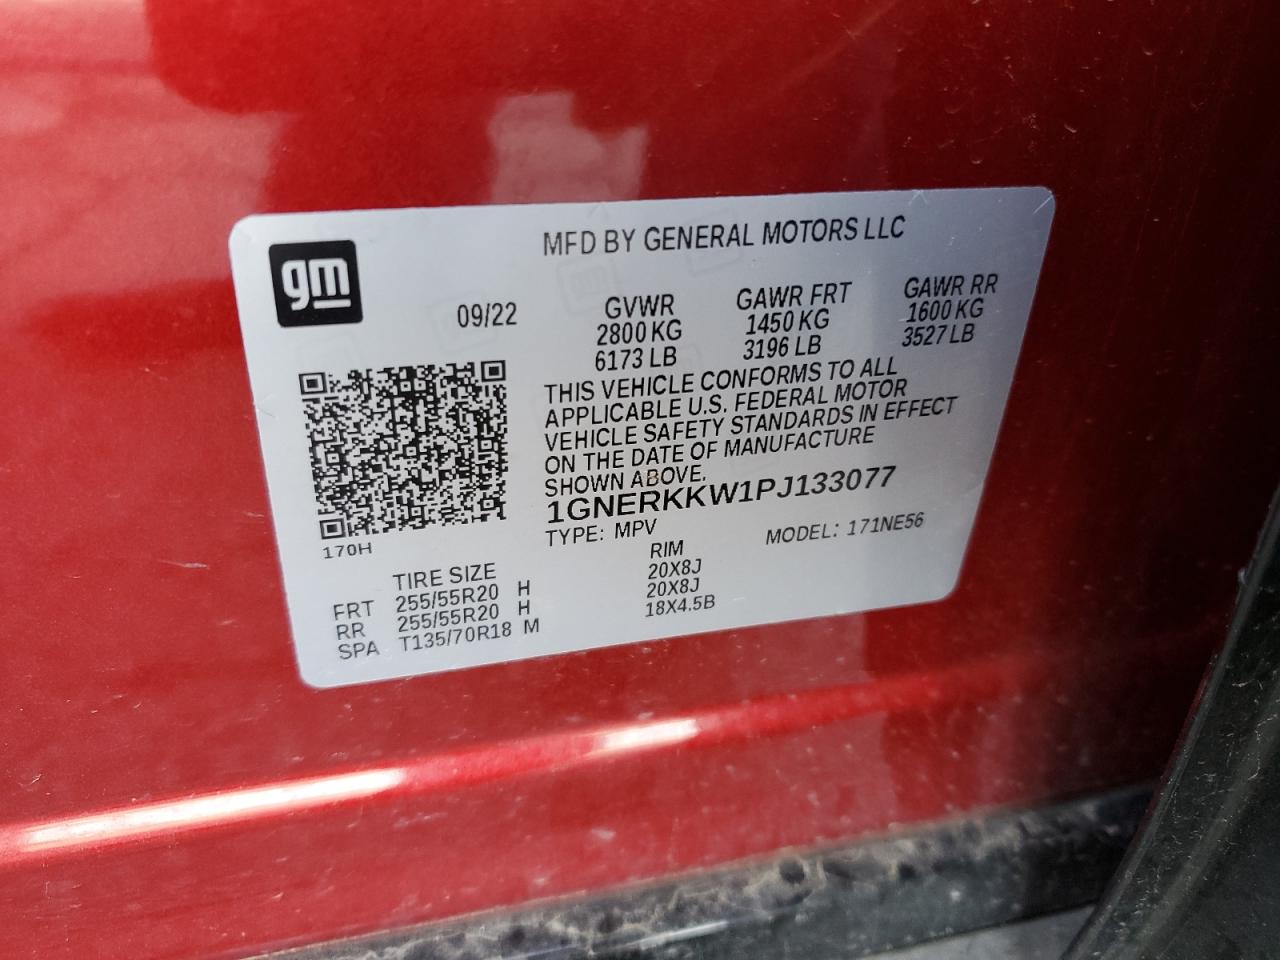 gm
MFD BY GENERAL MOTORS LLC
09/22
GVWR
2800 KG
6173 LB
GAWR FRT
1450 KG
3196 LB
GAWR RR
1600 KG
3527 LB
THIS VEHICLE CONFORMS TO ALL
APPLICABLE U.S. FEDERAL MOTOR
VEHICLE SAFETY STANDARDS IN EFFECT
ON THE DATE OF MANUFACTURE
SHOWN ABOVE.
1GNERKKW1PJ133077
TYPE: MPV
MODEL: 171NE56
170H
TIRE SIZE RIM
FRT 255/55R20 H 20X8J
RR 255/55R20 H 20X8J
SPA T135/70R18 M 18X4.5B